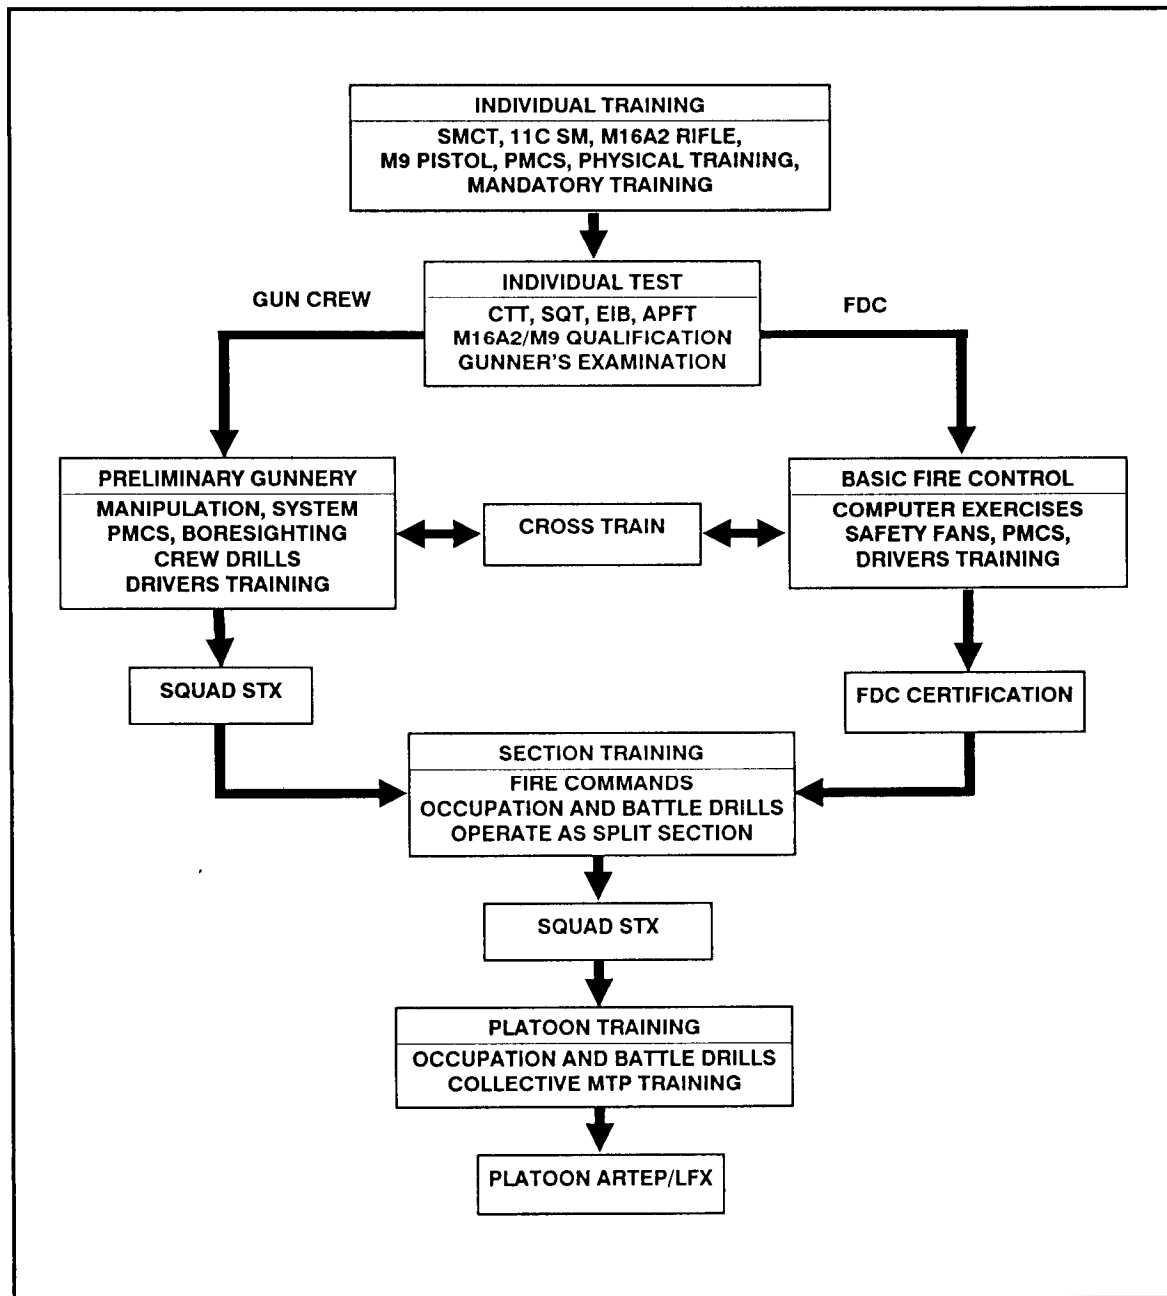 INDIVIDUAL TRAINING
SMCT, 11C SM, M16A2 RIFLE,
M9 PISTOL, PMCS, PHYSICAL TRAINING,
MANDATORY TRAINING
GUN CREW
INDIVIDUAL TEST
CTT, SQT, EIB, APFT
M16A2/M9 QUALIFICATION
GUNNER'S EXAMINATION
FDC
PRELIMINARY GUNNERY
MANIPULATION, SYSTEM
PMCS, BORESIGHTING
CREW DRILLS
DRIVERS TRAINING
CROSS TRAIN
BASIC FIRE CONTROL
COMPUTER EXERCISES
SAFETY FANS, PMCS,
DRIVERS TRAINING
SQUAD STX
FDC CERTIFICATION
SECTION TRAINING
FIRE COMMANDS
OCCUPATION AND BATTLE DRILLS
OPERATE AS SPLIT SECTION
SQUAD STX
PLATOON TRAINING
OCCUPATION AND BATTLE DRILLS
COLLECTIVE MTP TRAINING
PLATOON ARTEP/LFX